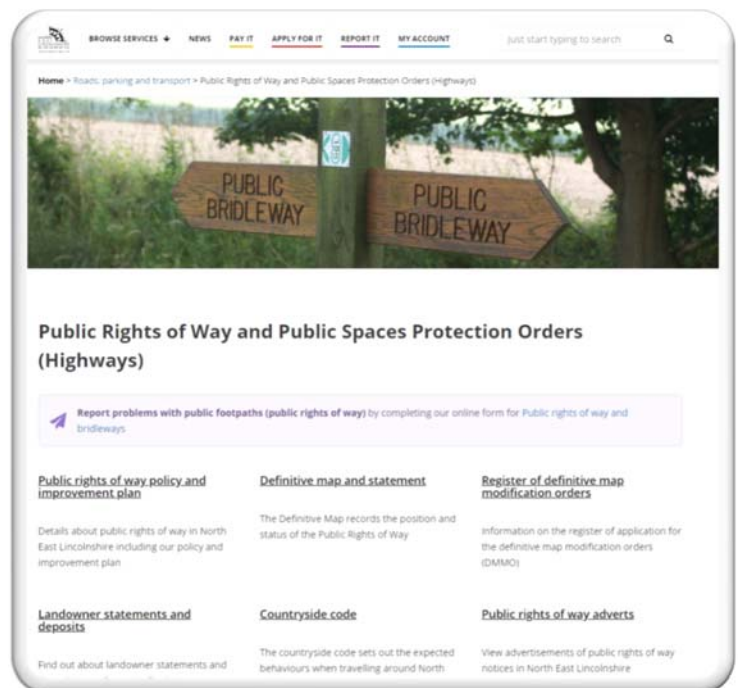 BROWSE SERVICES NEWS PAY IT APPLY FOR IT REPORT IT MY ACCOUNT Just start typing to search
Home > Roads, parking and transport > Public Rights of Way and Public Spaces Protection Orders (Highways)
PUBLIC
BRIDLEWAY
PUBLIC
BRIDLEWAY
Public Rights of Way and Public Spaces Protection Orders
(Highways)
Report problems with public footpaths (public rights of way) by completing our online form for Public rights of way and
bridleways
Public rights of way policy and
improvement plan
Details about public rights of way in North
East Lincolnshire including our policy and
improvement plan
Definitive map and statement
The Definitive Map records the position and
status of the Public Rights of Way
Register of definitive map
modification orders
Information on the register of application for
the definitive map modification orders
(DMMO)
Landowner statements and
deposits
Find out about landowner statements and
Countryside code
The countryside code sets out the expected
behaviours when travelling around North
Public rights of way adverts
View advertisements of public rights of way
notices in North East Lincolnshire